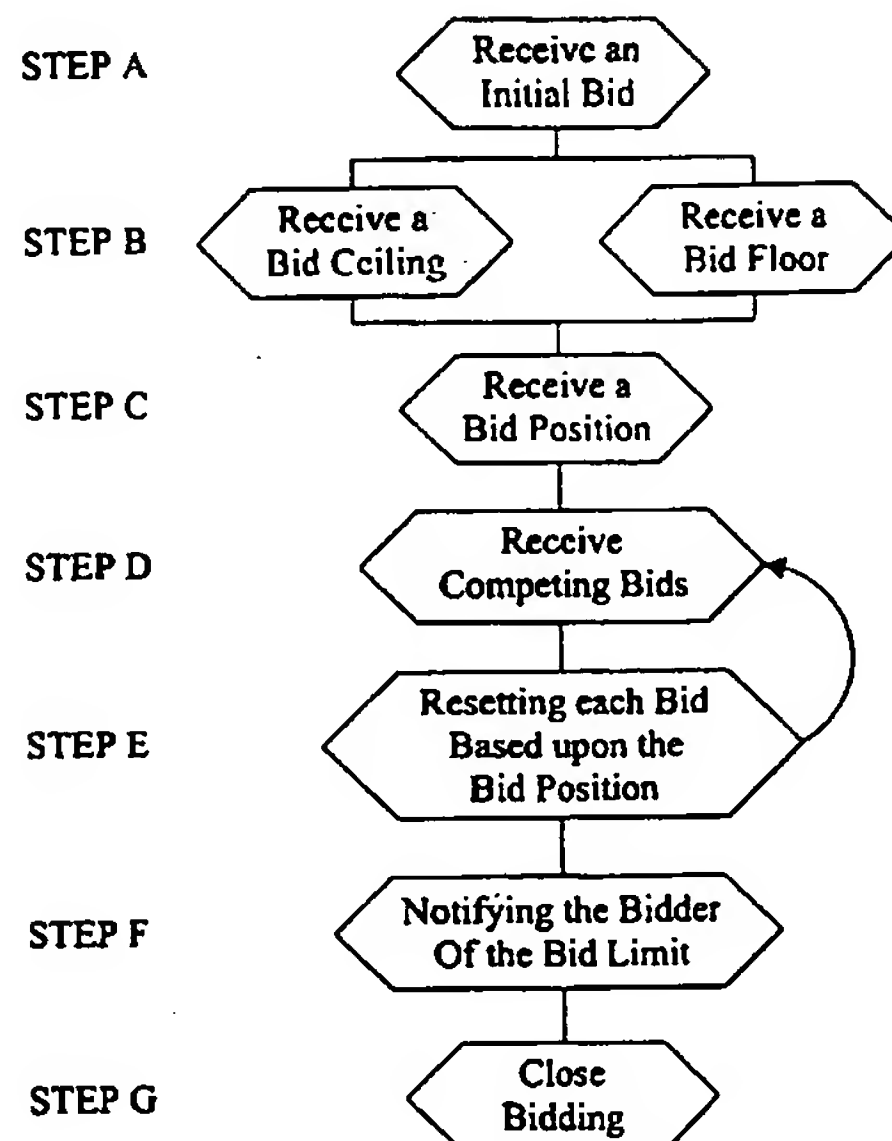 STEP A
Receive an
Initial Bid
STEP B
Receive a
Bid Ceiling
Receive a
Bid Floor
STEP C
Receive a
Bid Position
STEP D
Receive
Competing Bids
STEP E
Resetting each Bid
Based upon the
Bid Position
STEP F
Notifying the Bidder
Of the Bid Limit
STEP G
Close
Bidding